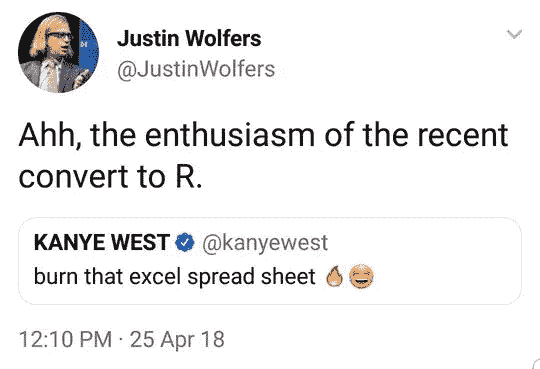 Justin Wolfers
@JustinWolfers
Ahh, the enthusiasm of the recent
convert to R.
KANYE WEST @kanyewest
burn that excel spread sheet 🔥😂
12:10 PM · 25 Apr 18